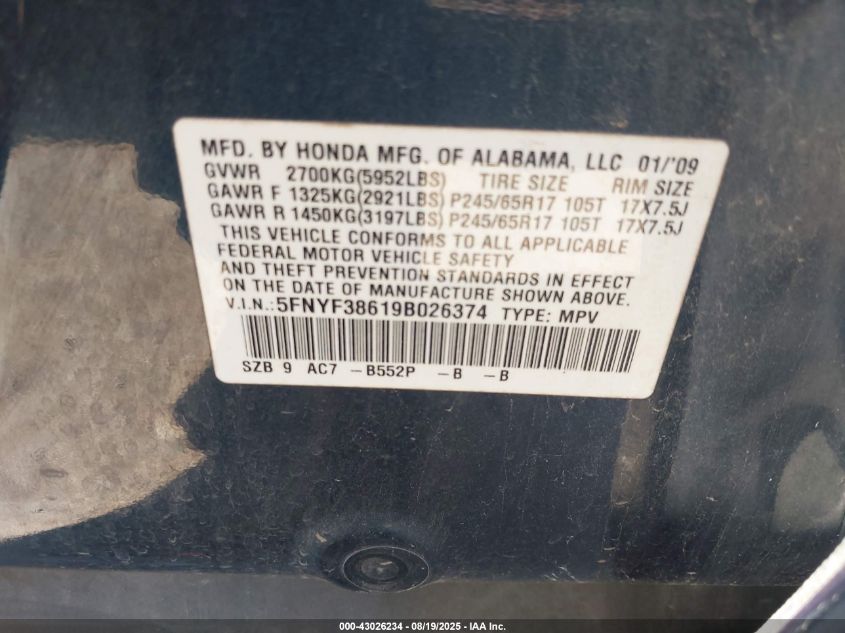 MFD. BY HONDA MFG. OF ALABAMA, LLC 01/'09
GVWR 2700KG(5952LBS) TIRE SIZE RIM SIZE
GAWR F 1325KG(2921LBS) P245/65R17 105T 17X7.5J
GAWR R 1450KG(3197LBS) P245/65R17 105T 17X7.5J
THIS VEHICLE CONFORMS TO ALL APPLICABLE
FEDERAL MOTOR VEHICLE SAFETY
AND THEFT PREVENTION STANDARDS IN EFFECT
ON THE DATE OF MANUFACTURE SHOWN ABOVE.
V.I.N.:5FNYF38619B026374 TYPE: MPV
SZB 9 AC7 -B552P -B -B
000-43026234 - 08/19/2025 - IAA Inc.